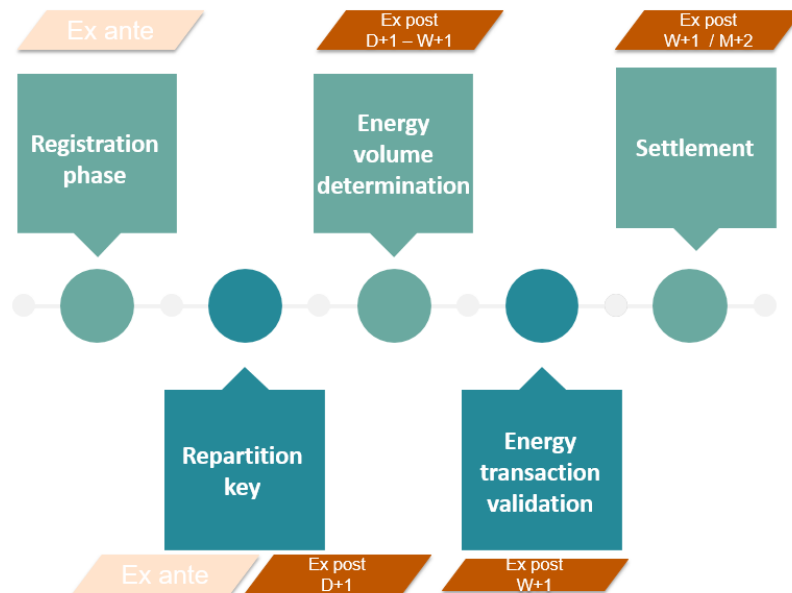 Ex ante
Ex post
D+1 – W+1
Ex post
W+1 / M+2
Registration
phase
Energy
volume
determination
Settlement
Repartition
key
Energy
transaction
validation
Ex ante
Ex post
D+1
Ex post
W+1